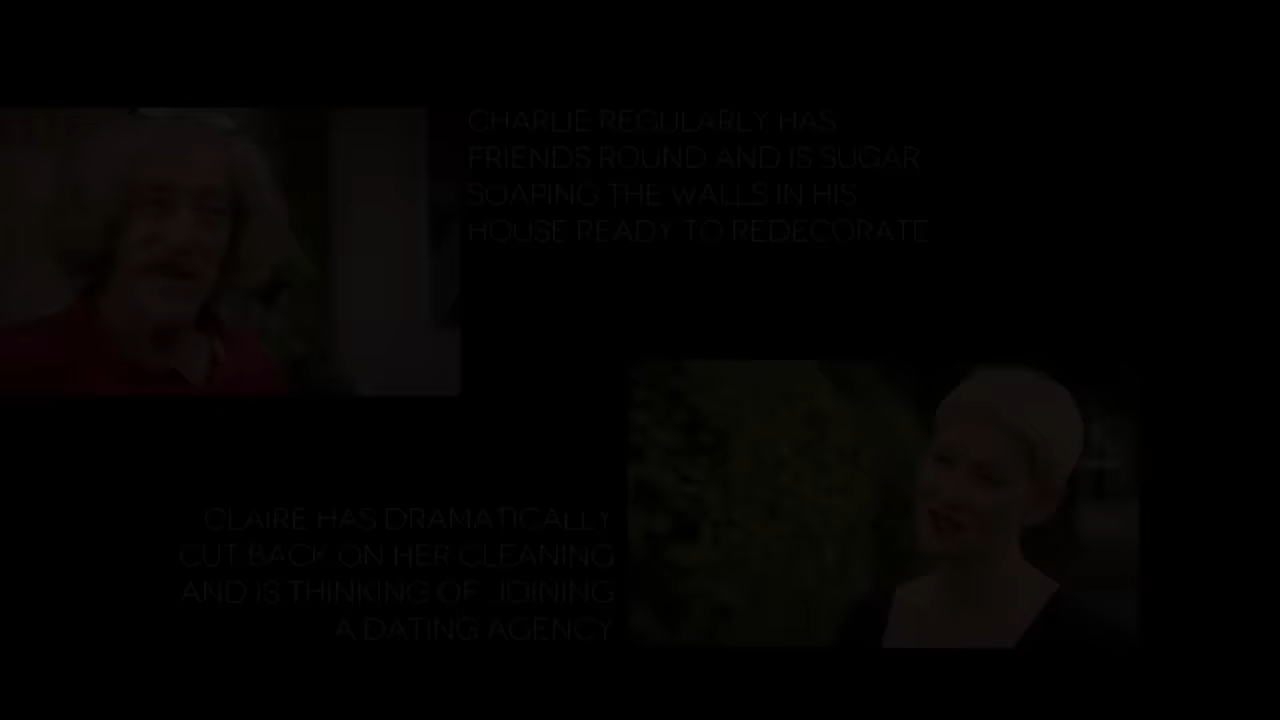 CHARLIE REGULARLY HAS
FRIENDS ROUND AND IS SUGAR
SOAPING THE WALLS IN HIS
HOUSE READY TO REDECORATE
CLAIRE HAS DRAMATICALLY
CUT BACK ON HER CLEANING
AND IS THINKING OF JOINING
A DATING AGENCY